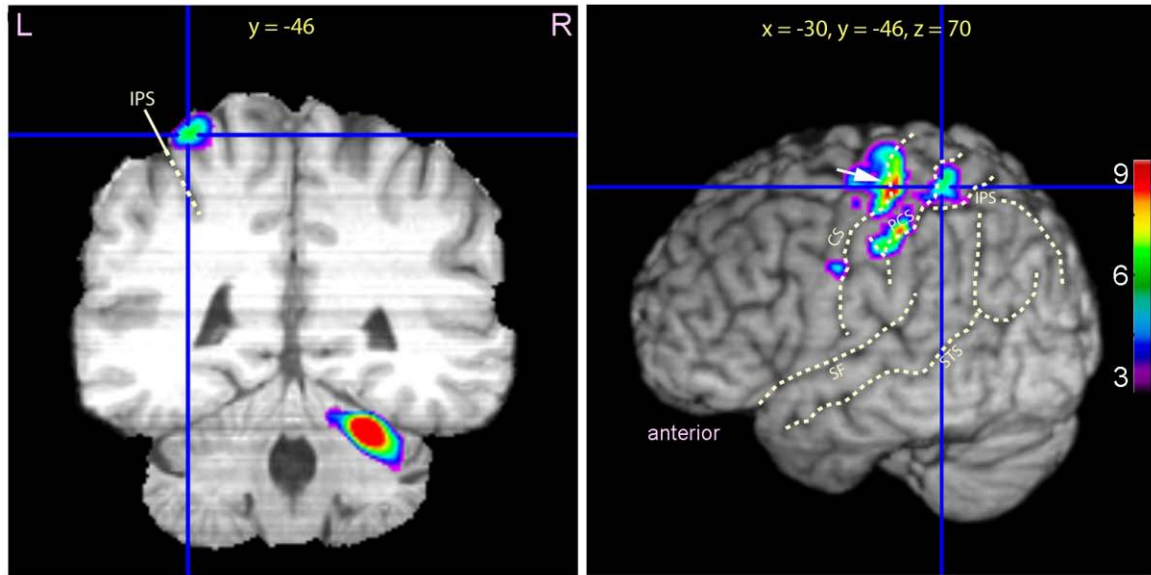 L
y = -46
R
IPS
x = -30, y = -46, z = 70
9
6
3
IPS
PCS
CS
SF
STS
anterior